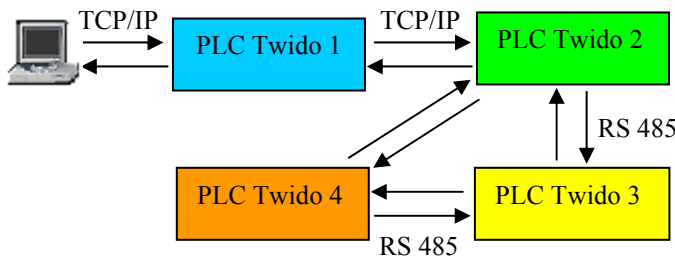 TCP/IP
TCP/IP
PLC Twido 1
PLC Twido 2
RS 485
PLC Twido 4
PLC Twido 3
RS 485